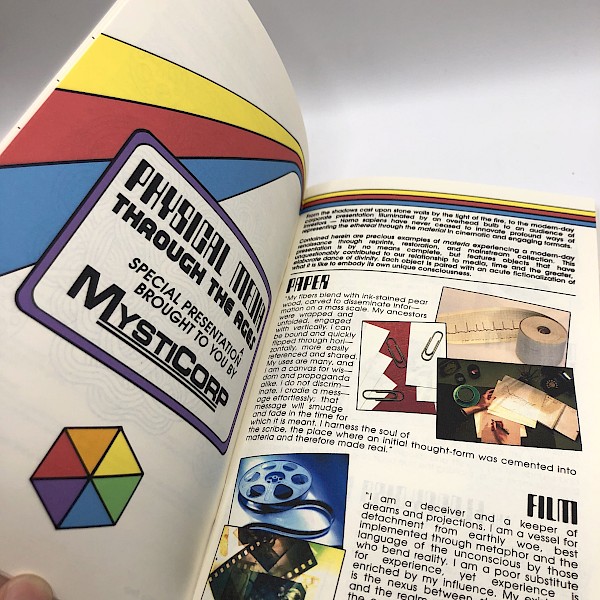 PHYSICAL MEDIA
THROUGH THE AGES
SPECIAL PRESENTATION
BROUGHT TO YOU BY
MYSTICORP
From the shadows cast upon stone walls by the light of the fire, to the modern-day
corporate presentation illuminated by an overhead bulb to an audience of
investors — Homo sapiens have never ceased to innovate profound ways of
representing the ethereal through the material in cinematic and engaging formats.
Contained herein are precious examples of materia experiencing a modern-day
renaissance through reprints, restoration, and mainstream collection. This
presentation is by no means complete, but features objects that have
unquestionably contributed to our relationship to media, time and the greater,
elaborate dance of divinity. Each object is paired with an acute fictionalization of
what it is like to embody its own unique consciousness.
PAPER
"My fibers blend with ink-stained pear
wood, carved to disseminate infor-
mation on a mass scale. My ancestors
were wrapped and
unfolded, engaged
with vertically. I can
be bound and quickly
flipped through hori-
zontally, more easily
referenced and shared.
My uses are many, and
I am a canvas for wis-
dom and propaganda
alike. I do not discrim-
inate. I cradle a mess-
age effortlessly; that
message will smudge
and fade in the time for
which it is meant. I harness the soul of
the scribe, the place where an initial thought-form was cemented into
materia and therefore made real."
FILM
"I am a deceiver and a keeper of
dreams and projections. I am a vessel for
detachment from earthly woe, best
implemented through metaphor and the
language of the unconscious by those
who bend reality. I am a poor substitute
for experience, yet experience is
enriched by my influence. My
is the nexus between
and the realm